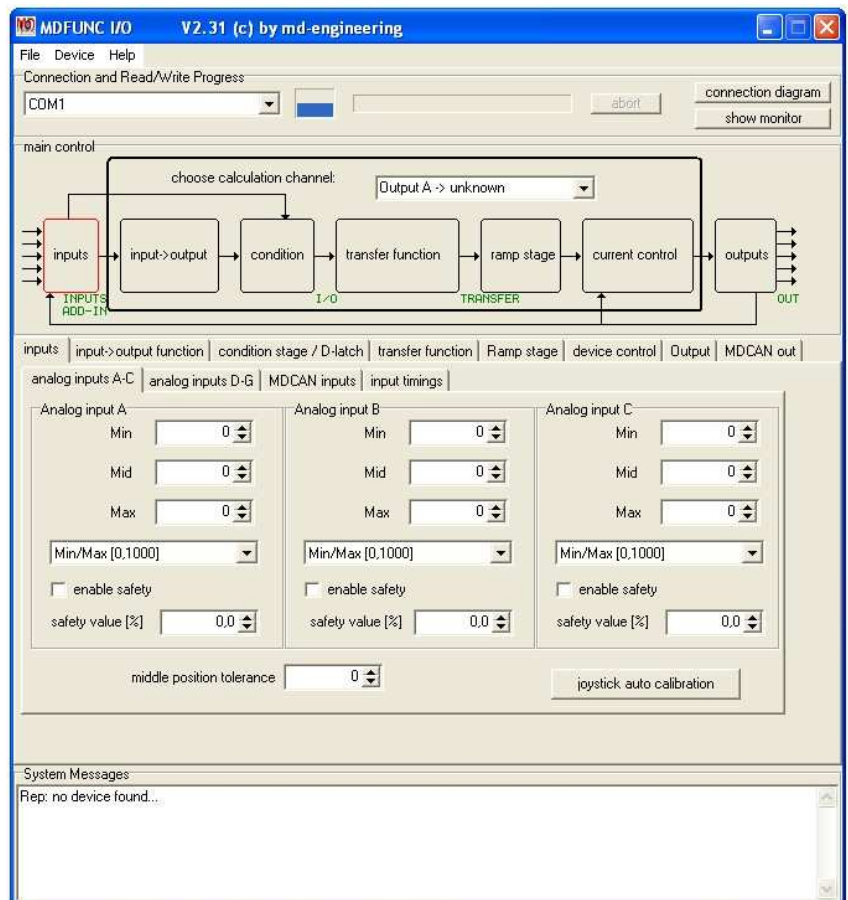 MDFUNC I/O V2.31 (c) by md-engineering
File Device Help
Connection and Read/Write Progress
COM1
abort
connection diagram
show monitor
main control
choose calculation channel:
Output A -> unknown
inputs
input->output
condition
transfer function
ramp stage
current control
outputs
INPUTS
ADD-IN
I/O
TRANSFER
OUT
inputs input->output function condition stage / D-latch transfer function Ramp stage device control Output MDCAN out
analog inputs A-C analog inputs D-G MDCAN inputs input timings
Analog input A
Min 0
Mid 0
Max 0
Min/Max [0,1000]
enable safety
safety value [%] 0,0
Analog input B
Min 0
Mid 0
Max 0
Min/Max [0,1000]
enable safety
safety value [%] 0,0
Analog input C
Min 0
Mid 0
Max 0
Min/Max [0,1000]
enable safety
safety value [%] 0,0
middle position tolerance 0
joystick auto calibration
System Messages
Rep: no device found...